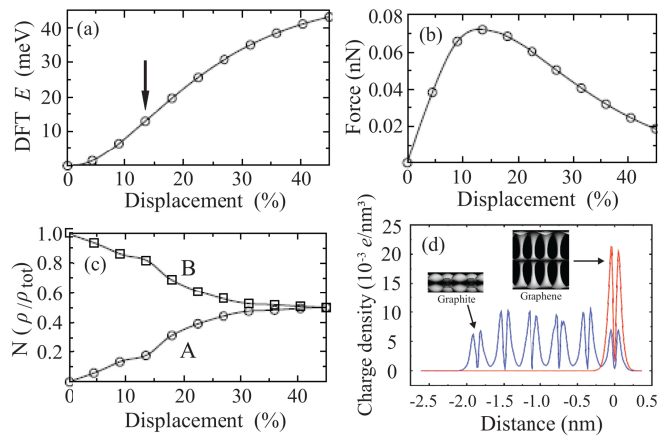 (a)
DFT E (meV)
40
30
20
10
0
0 10 20 30 40
Displacement (%)
(b)
Force (nN)
0.08
0.06
0.04
0.02
0
0 10 20 30 40
Displacement (%)
(c)
N (ρ/ρtot)
1.0
0.8
0.6
0.4
0.2
0
B
A
0 10 20 30 40
Displacement (%)
(d)
Charge density (10⁻³ e/nm³)
25
20
15
10
5
0
Graphite
Graphene
-2.5 -2.0 -1.5 -1.0 -0.5 0 0.5
Distance (nm)